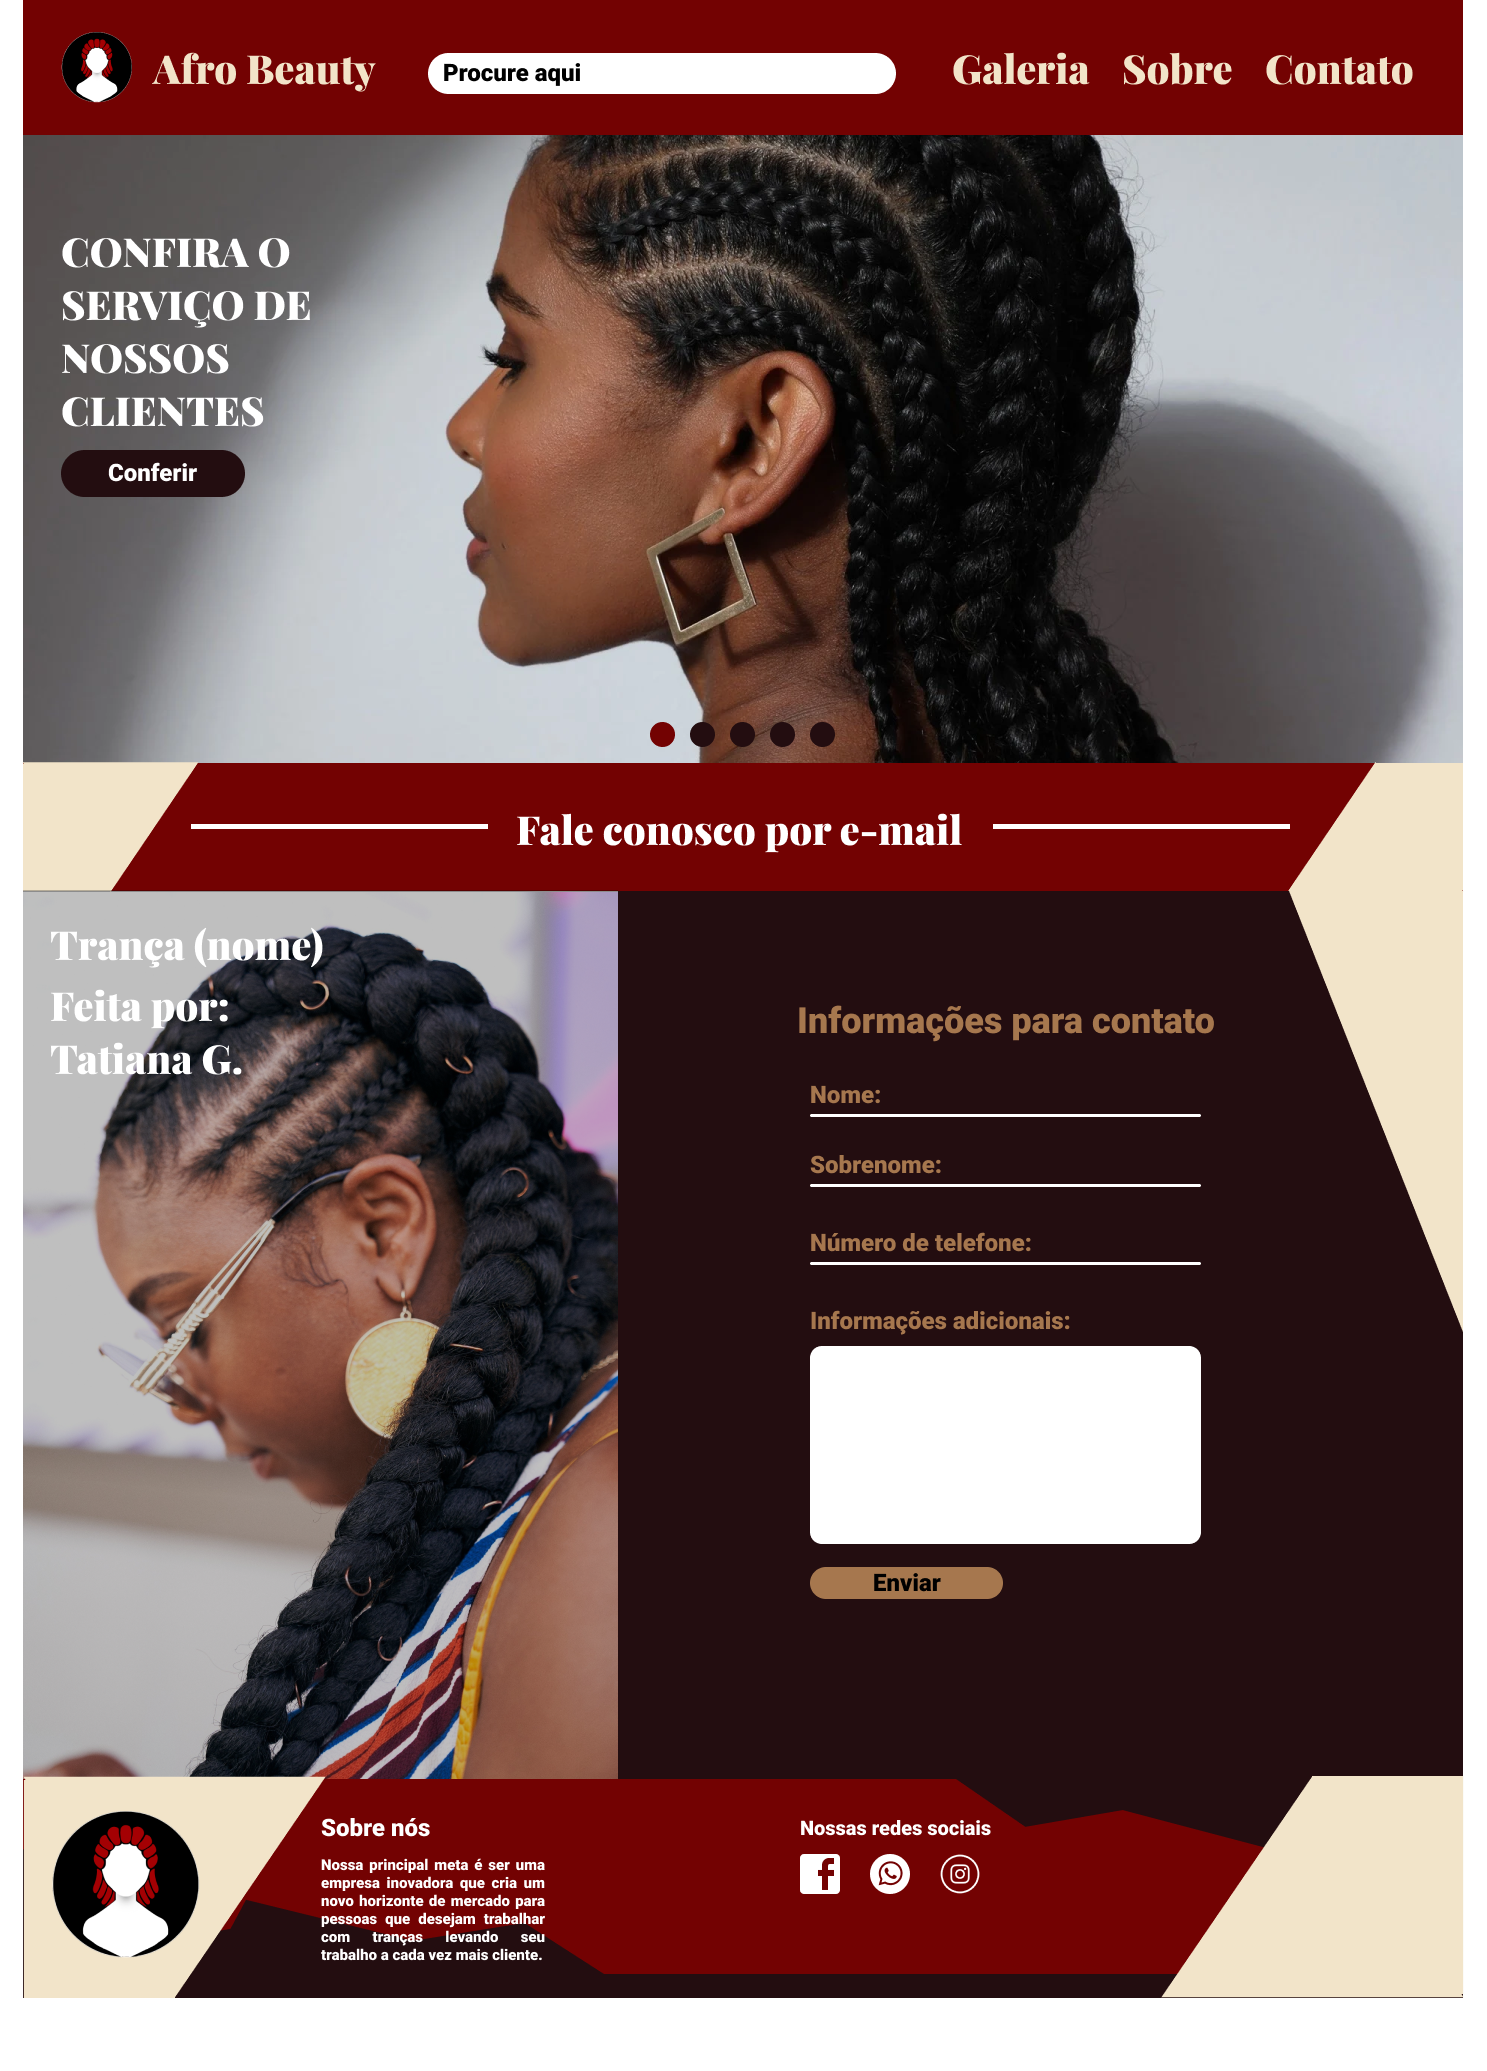 Afro Beauty
Procure aqui
Galeria Sobre Contato
CONFIRA O
SERVIÇO DE
NOSSOS
CLIENTES
Conferir
Fale conosco por e-mail
Trança (nome)
Feita por:
Tatiana G.
Informações para contato
Nome:
Sobrenome:
Número de telefone:
Informações adicionais:
Enviar
Sobre nós
Nossa principal meta é ser uma
empresa inovadora que cria um
novo horizonte de mercado para
pessoas que desejam trabalhar
com tranças levando seu
trabalho a cada vez mais cliente.
Nossas redes sociais